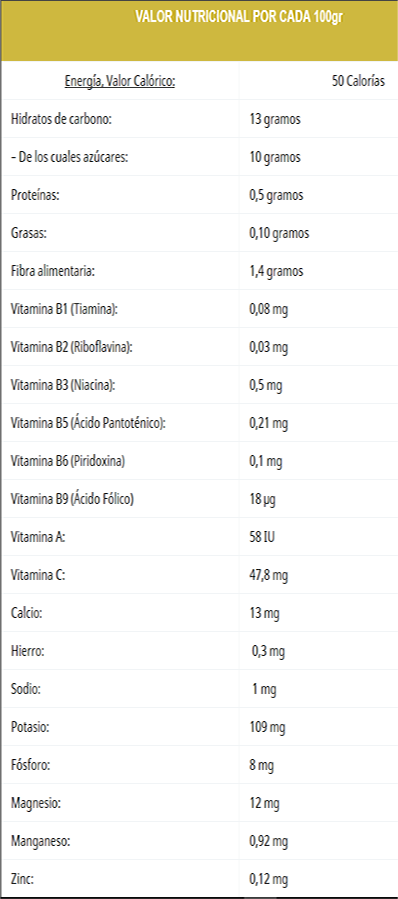 VALOR NUTRICIONAL POR CADA 100gr
Energía, Valor Calórico: 50 Calorías
Hidratos de carbono: 13 gramos
– De los cuales azúcares: 10 gramos
Proteínas: 0,5 gramos
Grasas: 0,10 gramos
Fibra alimentaria: 1,4 gramos
Vitamina B1 (Tiamina): 0,08 mg
Vitamina B2 (Riboflavina): 0,03 mg
Vitamina B3 (Niacina): 0,5 mg
Vitamina B5 (Ácido Pantoténico): 0,21 mg
Vitamina B6 (Piridoxina) 0,1 mg
Vitamina B9 (Ácido Fólico) 18 µg
Vitamina A: 58 IU
Vitamina C: 47,8 mg
Calcio: 13 mg
Hierro: 0,3 mg
Sodio: 1 mg
Potasio: 109 mg
Fósforo: 8 mg
Magnesio: 12 mg
Manganeso: 0,92 mg
Zinc: 0,12 mg